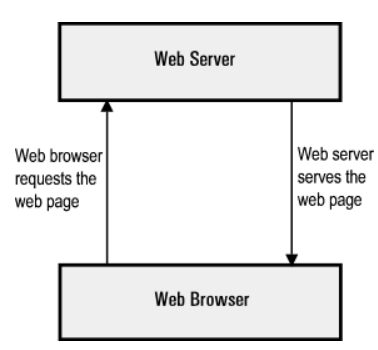 Web Server
Web browser
requests the
web page
Web server
serves the
web page
Web Browser